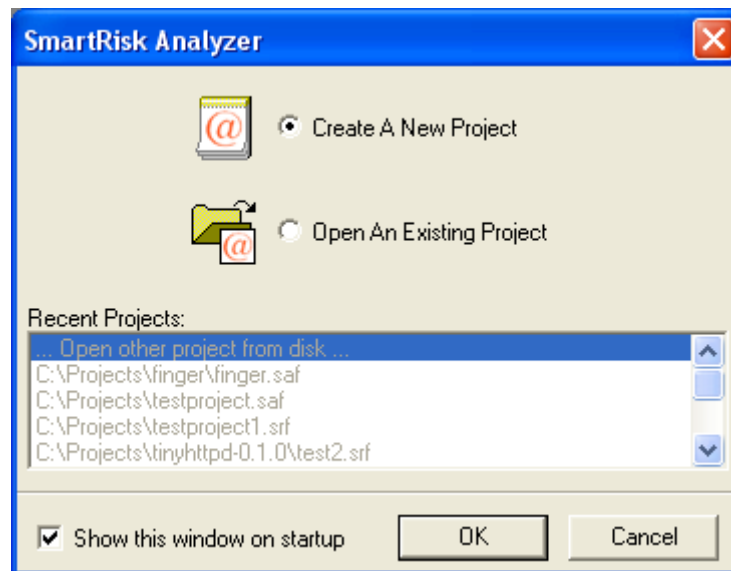 SmartRisk Analyzer
@ Create A New Project
@ Open An Existing Project
Recent Projects:
... Open other project from disk ...
C:\Projects\finger\finger.saf
C:\Projects\testproject.saf
C:\Projects\testproject1.srf
C:\Projects\tinyhttpd-0.1.0\test2.srf
Show this window on startup
OK
Cancel